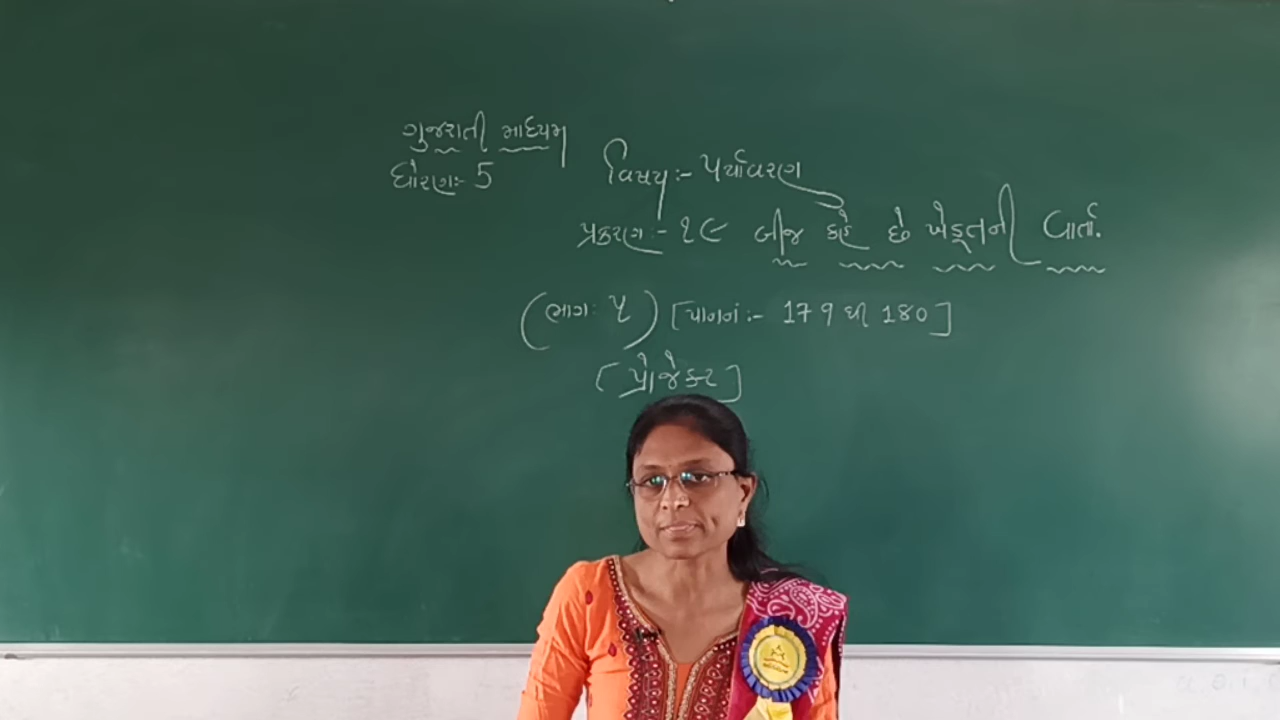 ગુજરાતી માધ્યમ
ધોરણઃ- 5
વિષય:- પર્યાવરણ
પ્રકરણ:- ૧૯ બીજ કહે છે ખેડૂતની વાર્તા.
(ભાગ: ૫) [પાનનં:- 179 થી 180]
[પ્રોજેક્ટ]